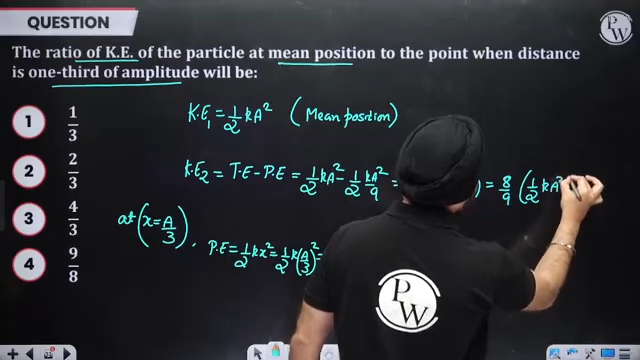 QUESTION
The ratio of K.E. of the particle at mean position to the point when distance
is one-third of amplitude will be:
1 1/3
2 2/3
3 4/3
4 9/8
K.E₁ = 1/2 kA² (Mean position)
K.E₂ = T.E - P.E = 1/2 kA² - 1/2 kA²/9 = ) = 8/9 (1/2 kA²
at (x = A/3), P.E = 1/2 kx² = 1/2 k(A/3)² =
PW
PW